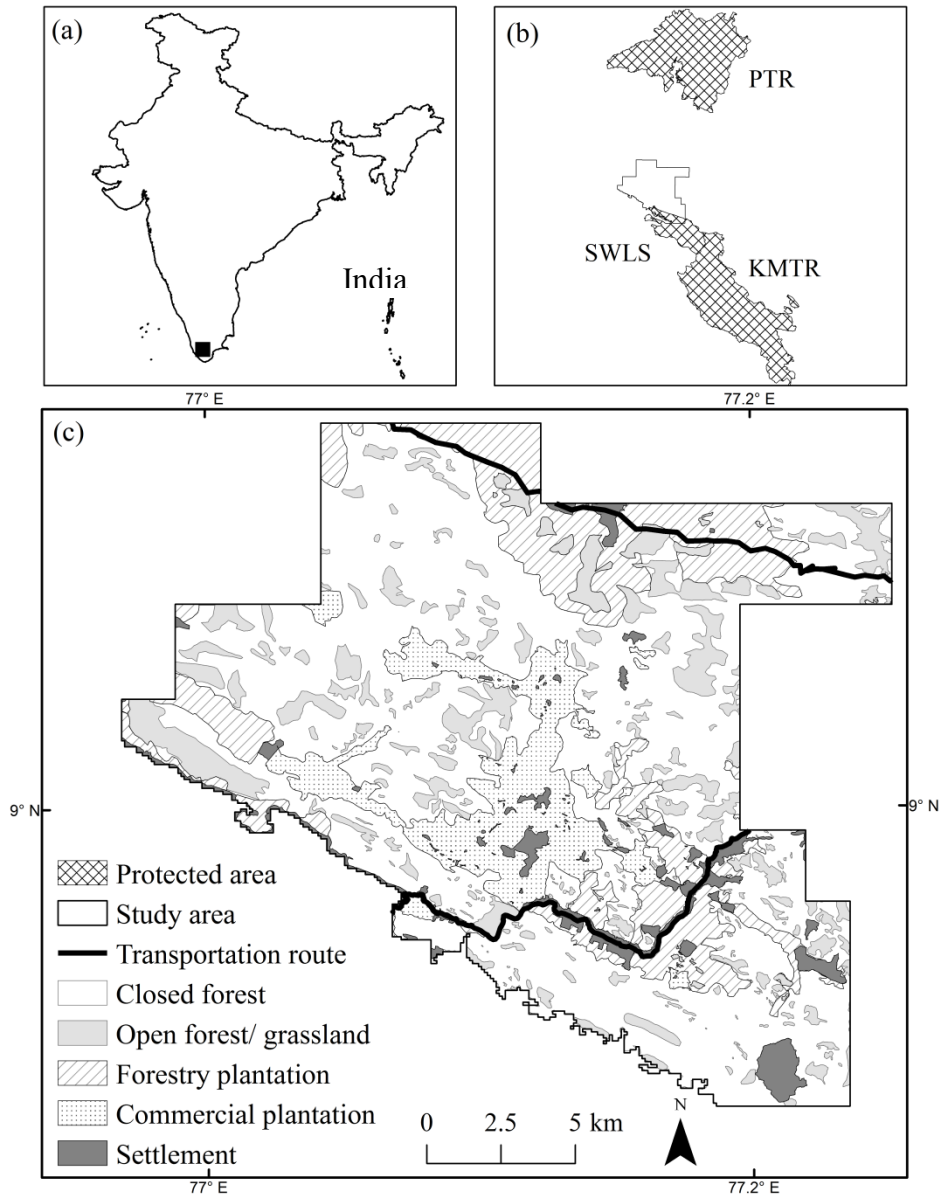 (a)
India
(b)
PTR
SWLS
KMTR
77° E
77.2° E
(c)
9° N
9° N
Protected area
Study area
Transportation route
Closed forest
Open forest/ grassland
Forestry plantation
Commercial plantation
Settlement
0 2.5 5 km
N
77° E
77.2° E